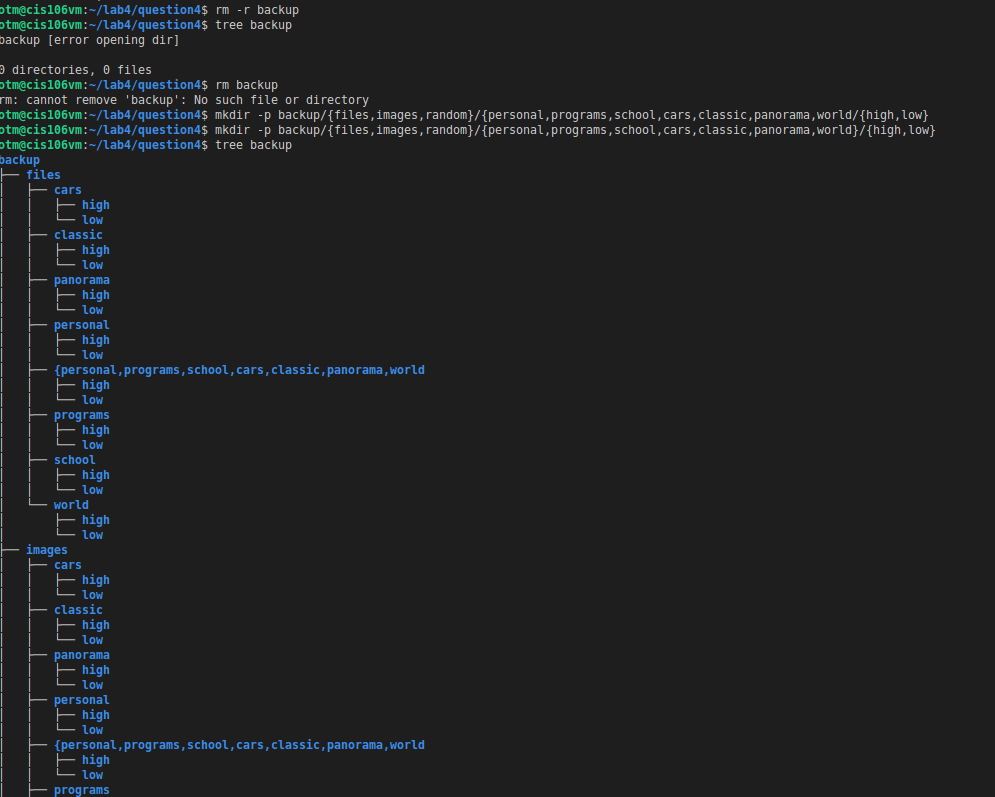 otm@cis106vm:~/lab4/question4$ rm -r backup
otm@cis106vm:~/lab4/question4$ tree backup
backup [error opening dir]

0 directories, 0 files
otm@cis106vm:~/lab4/question4$ rm backup
rm: cannot remove 'backup': No such file or directory
otm@cis106vm:~/lab4/question4$ mkdir -p backup/{files,images,random}/{personal,programs,school,cars,classic,panorama,world/{high,low}
otm@cis106vm:~/lab4/question4$ mkdir -p backup/{files,images,random}/{personal,programs,school,cars,classic,panorama,world}/{high,low}
otm@cis106vm:~/lab4/question4$ tree backup
backup
├── files
│   ├── cars
│   │   ├── high
│   │   └── low
│   ├── classic
│   │   ├── high
│   │   └── low
│   ├── panorama
│   │   ├── high
│   │   └── low
│   ├── personal
│   │   ├── high
│   │   └── low
│   ├── {personal,programs,school,cars,classic,panorama,world
│   │   ├── high
│   │   └── low
│   ├── programs
│   │   ├── high
│   │   └── low
│   ├── school
│   │   ├── high
│   │   └── low
│   └── world
│       ├── high
│       └── low
├── images
│   ├── cars
│   │   ├── high
│   │   └── low
│   ├── classic
│   │   ├── high
│   │   └── low
│   ├── panorama
│   │   ├── high
│   │   └── low
│   ├── personal
│   │   ├── high
│   │   └── low
│   ├── {personal,programs,school,cars,classic,panorama,world
│   │   ├── high
│   │   └── low
│   ├── programs